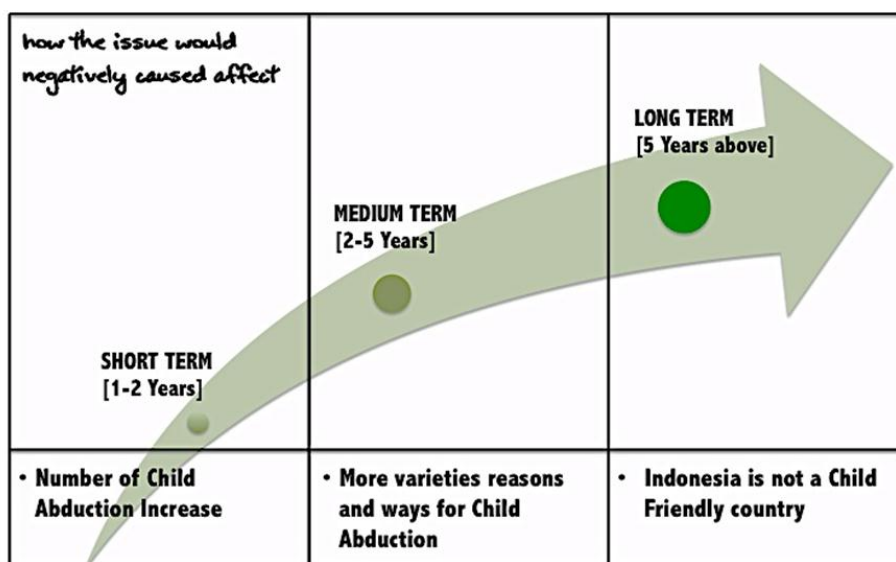 how the issue would
negatively caused affect
SHORT TERM
[1-2 Years]
MEDIUM TERM
[2-5 Years]
LONG TERM
[5 Years above]
• Number of Child
Abduction Increase
• More varieties reasons
and ways for Child
Abduction
• Indonesia is not a Child
Friendly country